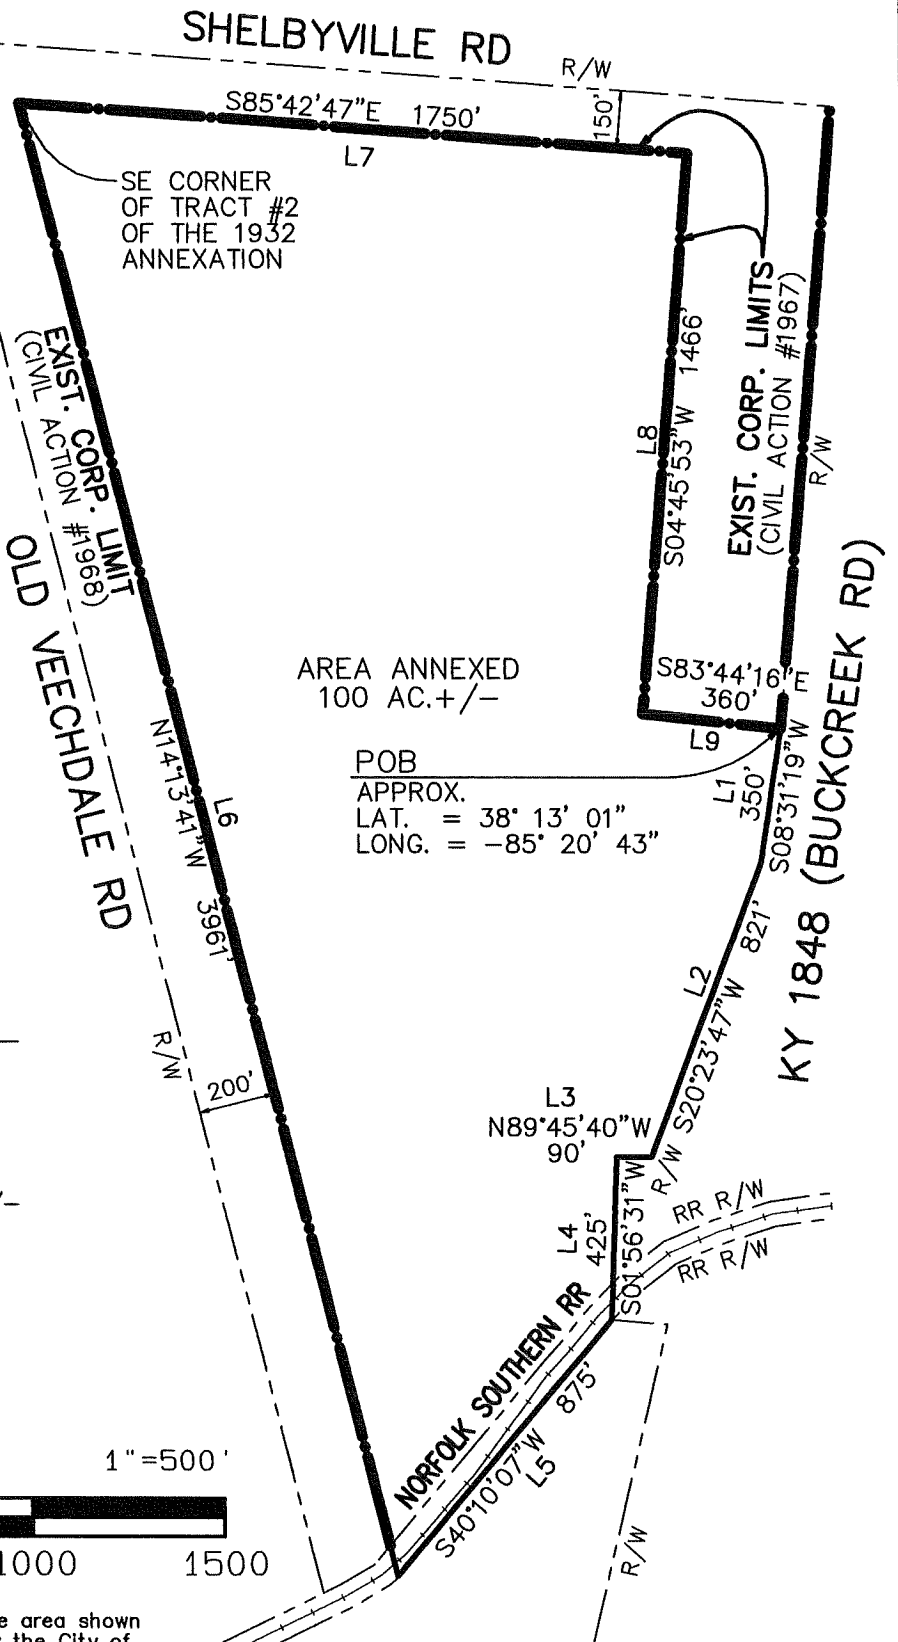 SHELBYVILLE RD
R/W
S85°42'47"E 1750'
150'
L7
SE CORNER
OF TRACT #2
OF THE 1932
ANNEXATION
EXIST. CORP. LIMITS
(CIVIL ACTION #1967)
R/W
L8
S04°45'53"W 1466'
EXIST. CORP. LIMIT
(CIVIL ACTION #1968)
OLD VEECHDALE RD
AREA ANNEXED
100 AC.+/-
S83°44'16"E
360'
L9
POB
APPROX.
LAT. = 38° 13' 01"
LONG. = -85° 20' 43"
L1
350'
S08°31'19"W
KY 1848 (BUCKCREEK RD)
L6
N14°13'41"W 3961'
L2
821'
S20°23'47"W
R/W
200'
L3
N89°45'40"W
90'
R/W
L4
425'
S01°56'31"W
RR R/W
RR R/W
NORFOLK SOUTHERN RR
875'
S40°10'07"W
L5
R/W
1"=500'
1000 1500
e area shown
the City of